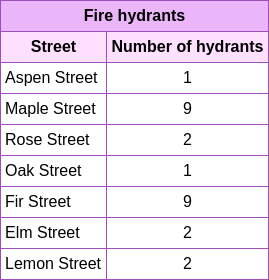 Fire hydrants
Street Number of hydrants
Aspen Street 1
Maple Street 9
Rose Street 2
Oak Street 1
Fir Street 9
Elm Street 2
Lemon Street 2